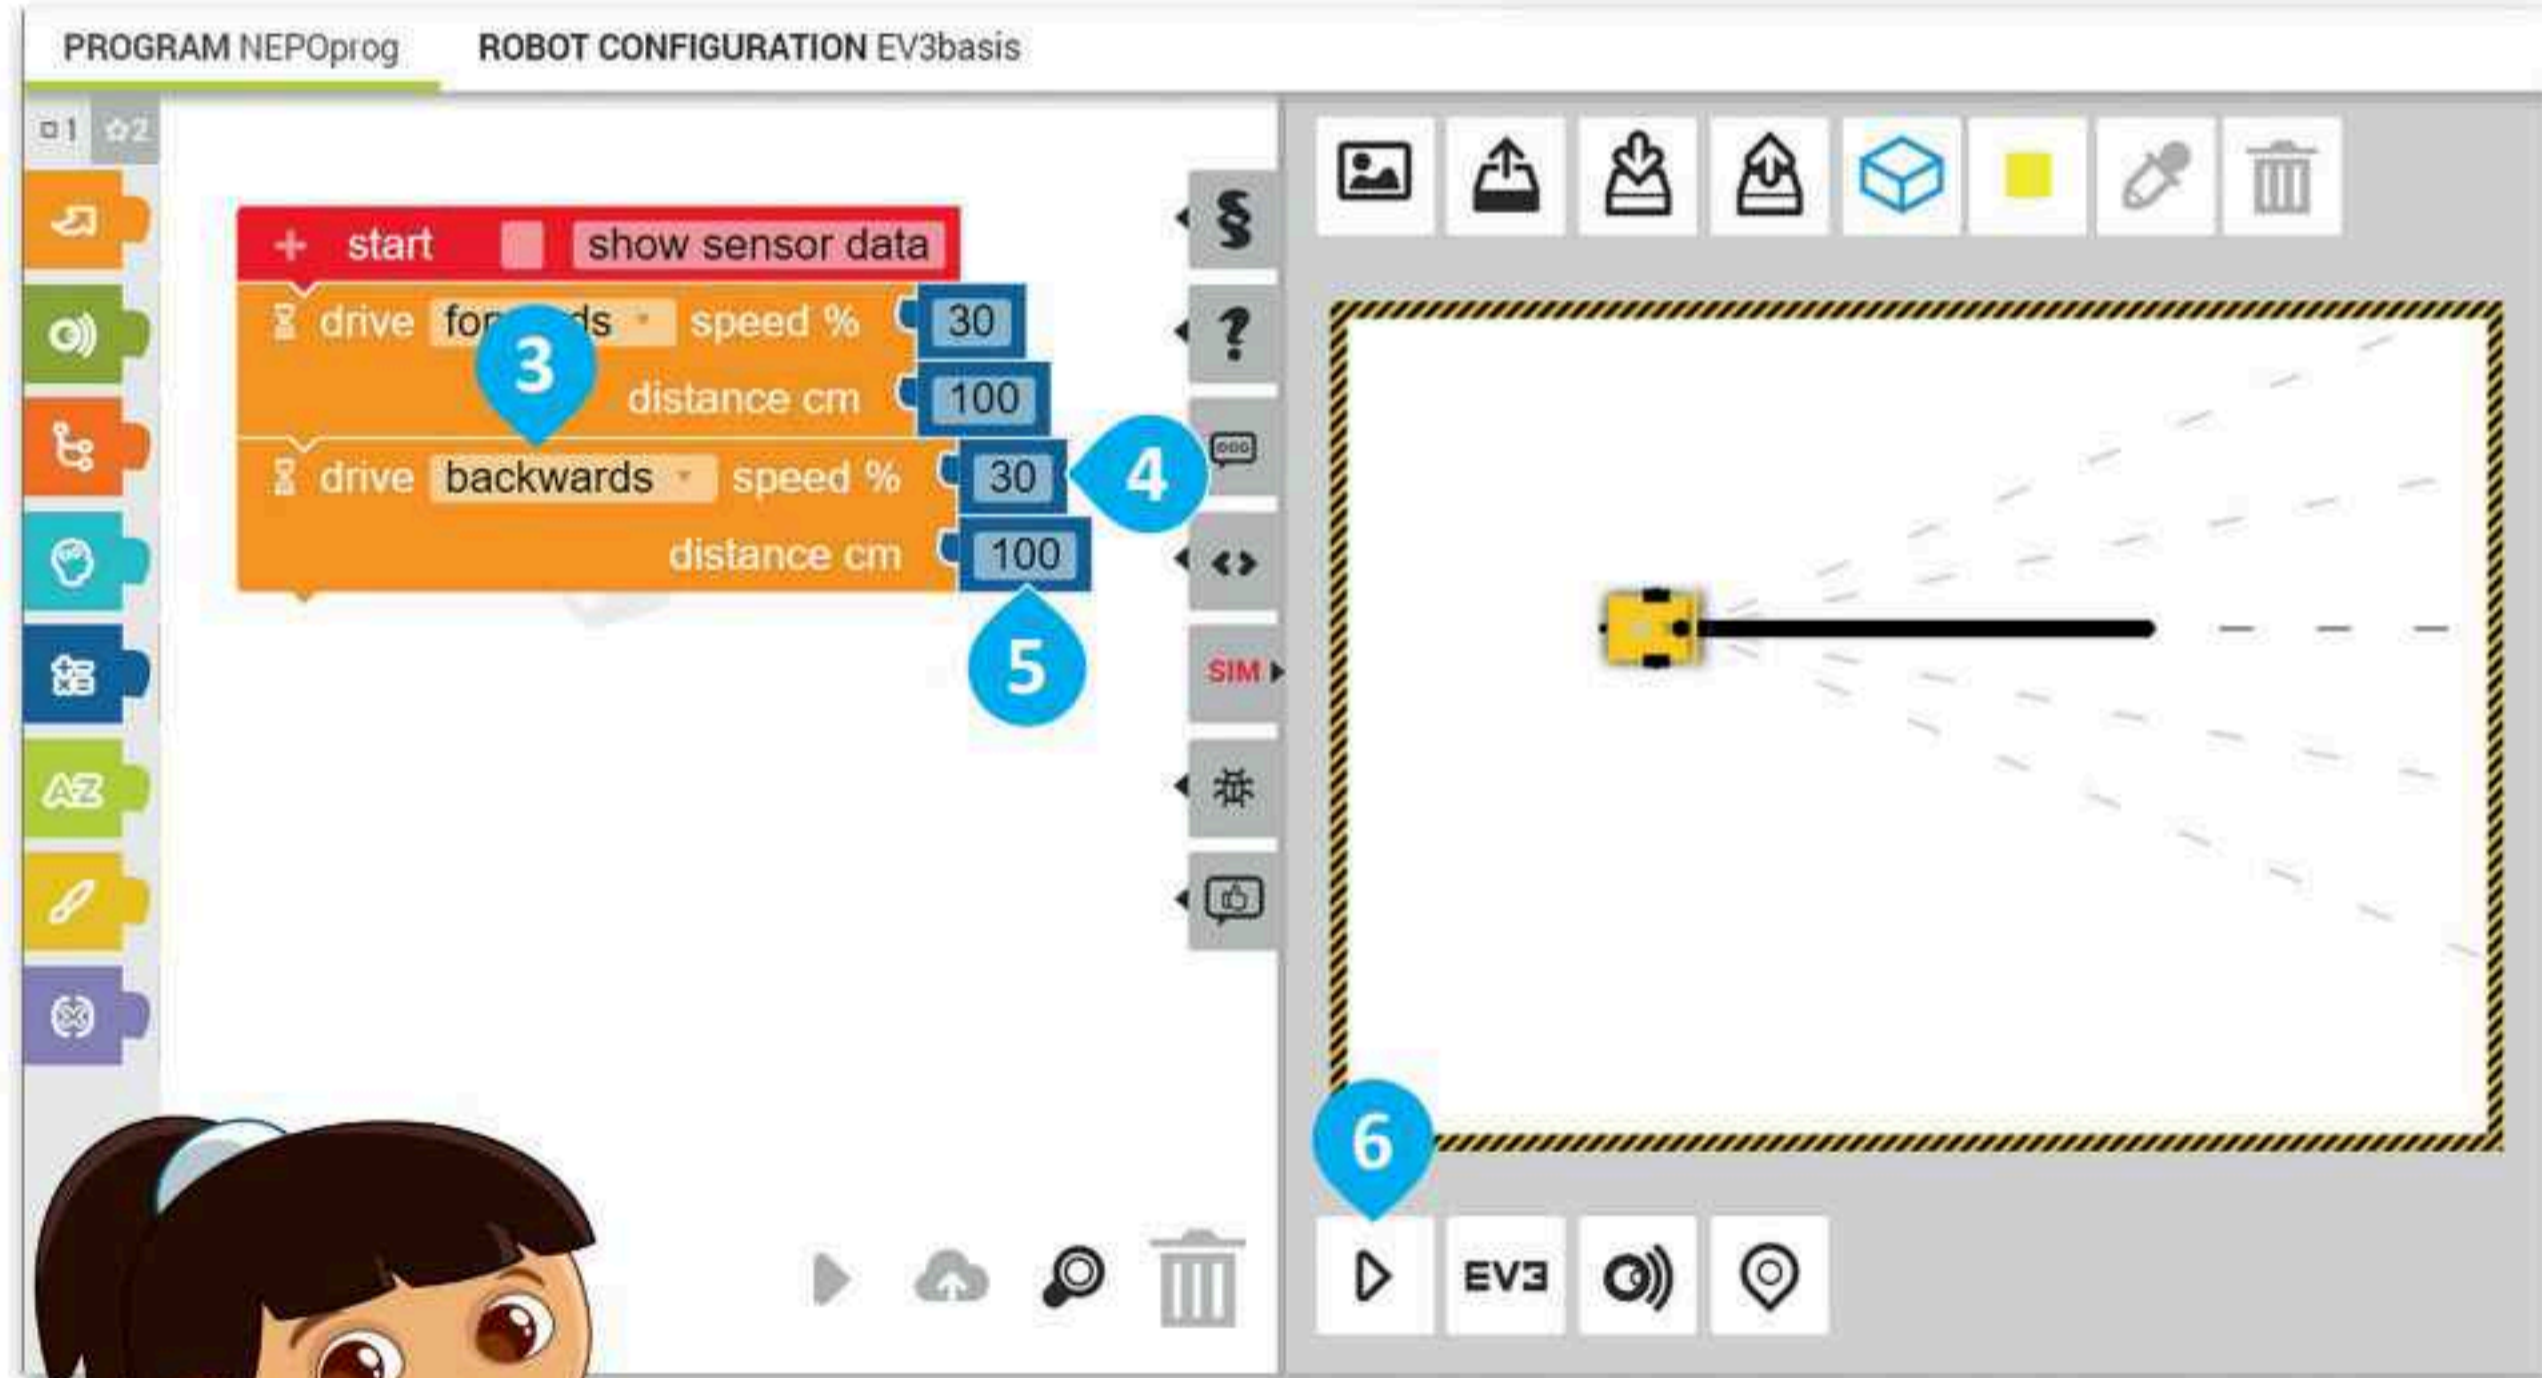 PROGRAM NEPOprog ROBOT CONFIGURATION EV3basis
1 2
+ start show sensor data
drive speed % 30
3
distance cm 100
drive backwards speed % 30
4
distance cm 100
5
AZ
SIM
6
EV3